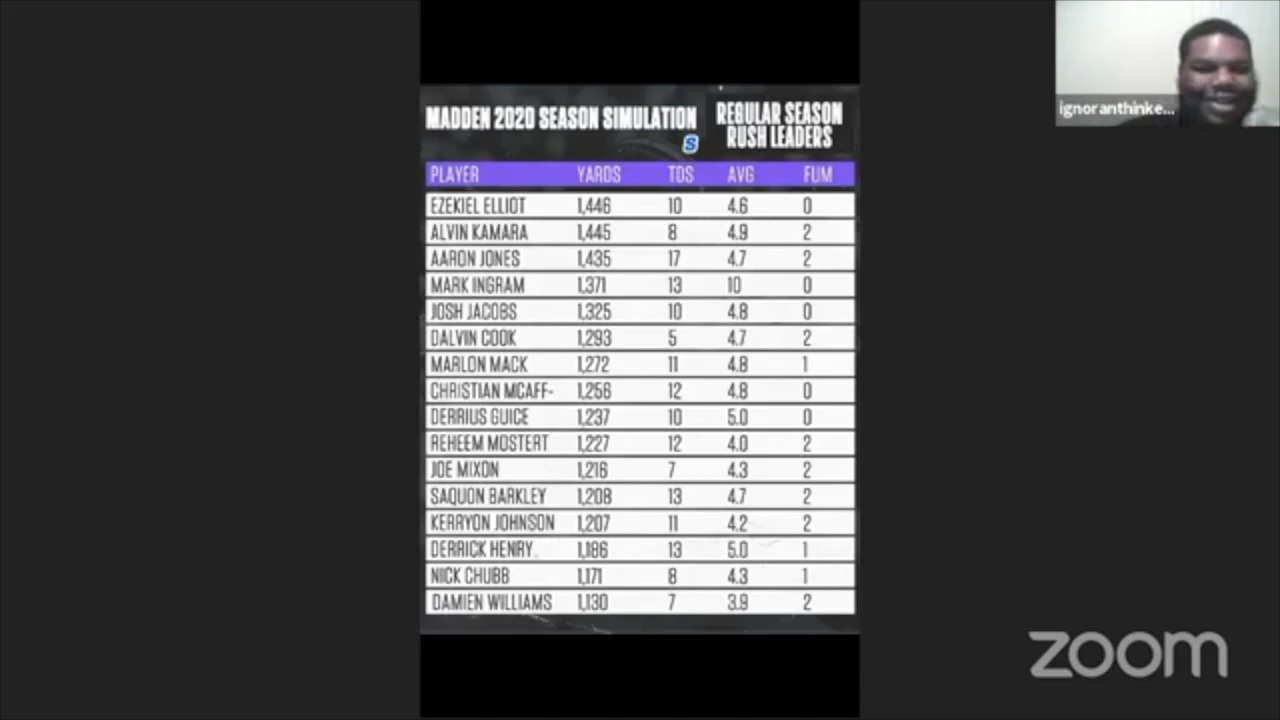 ignoranthinke...
MADDEN 2020 SEASON SIMULATION
S
REGULAR SEASON
RUSH LEADERS
PLAYER YARDS TDS AVG FUM
EZEKIEL ELLIOT 1,446 10 4.6 0
ALVIN KAMARA 1,445 8 4.9 2
AARON JONES 1,435 17 4.7 2
MARK INGRAM 1,371 13 10 0
JOSH JACOBS 1,325 10 4.8 0
DALVIN COOK 1,293 5 4.7 2
MARLON MACK 1,272 11 4.8 1
CHRISTIAN MCAFF- 1,256 12 4.8 0
DERRIUS GUICE 1,237 10 5.0 0
REHEEM MOSTERT 1,227 12 4.0 2
JOE MIXON 1,216 7 4.3 2
SAQUON BARKLEY 1,208 13 4.7 2
KERRYON JOHNSON 1,207 11 4.2 2
DERRICK HENRY 1,186 13 5.0 1
NICK CHUBB 1,171 8 4.3 1
DAMIEN WILLIAMS 1,130 7 3.9 2
zoom